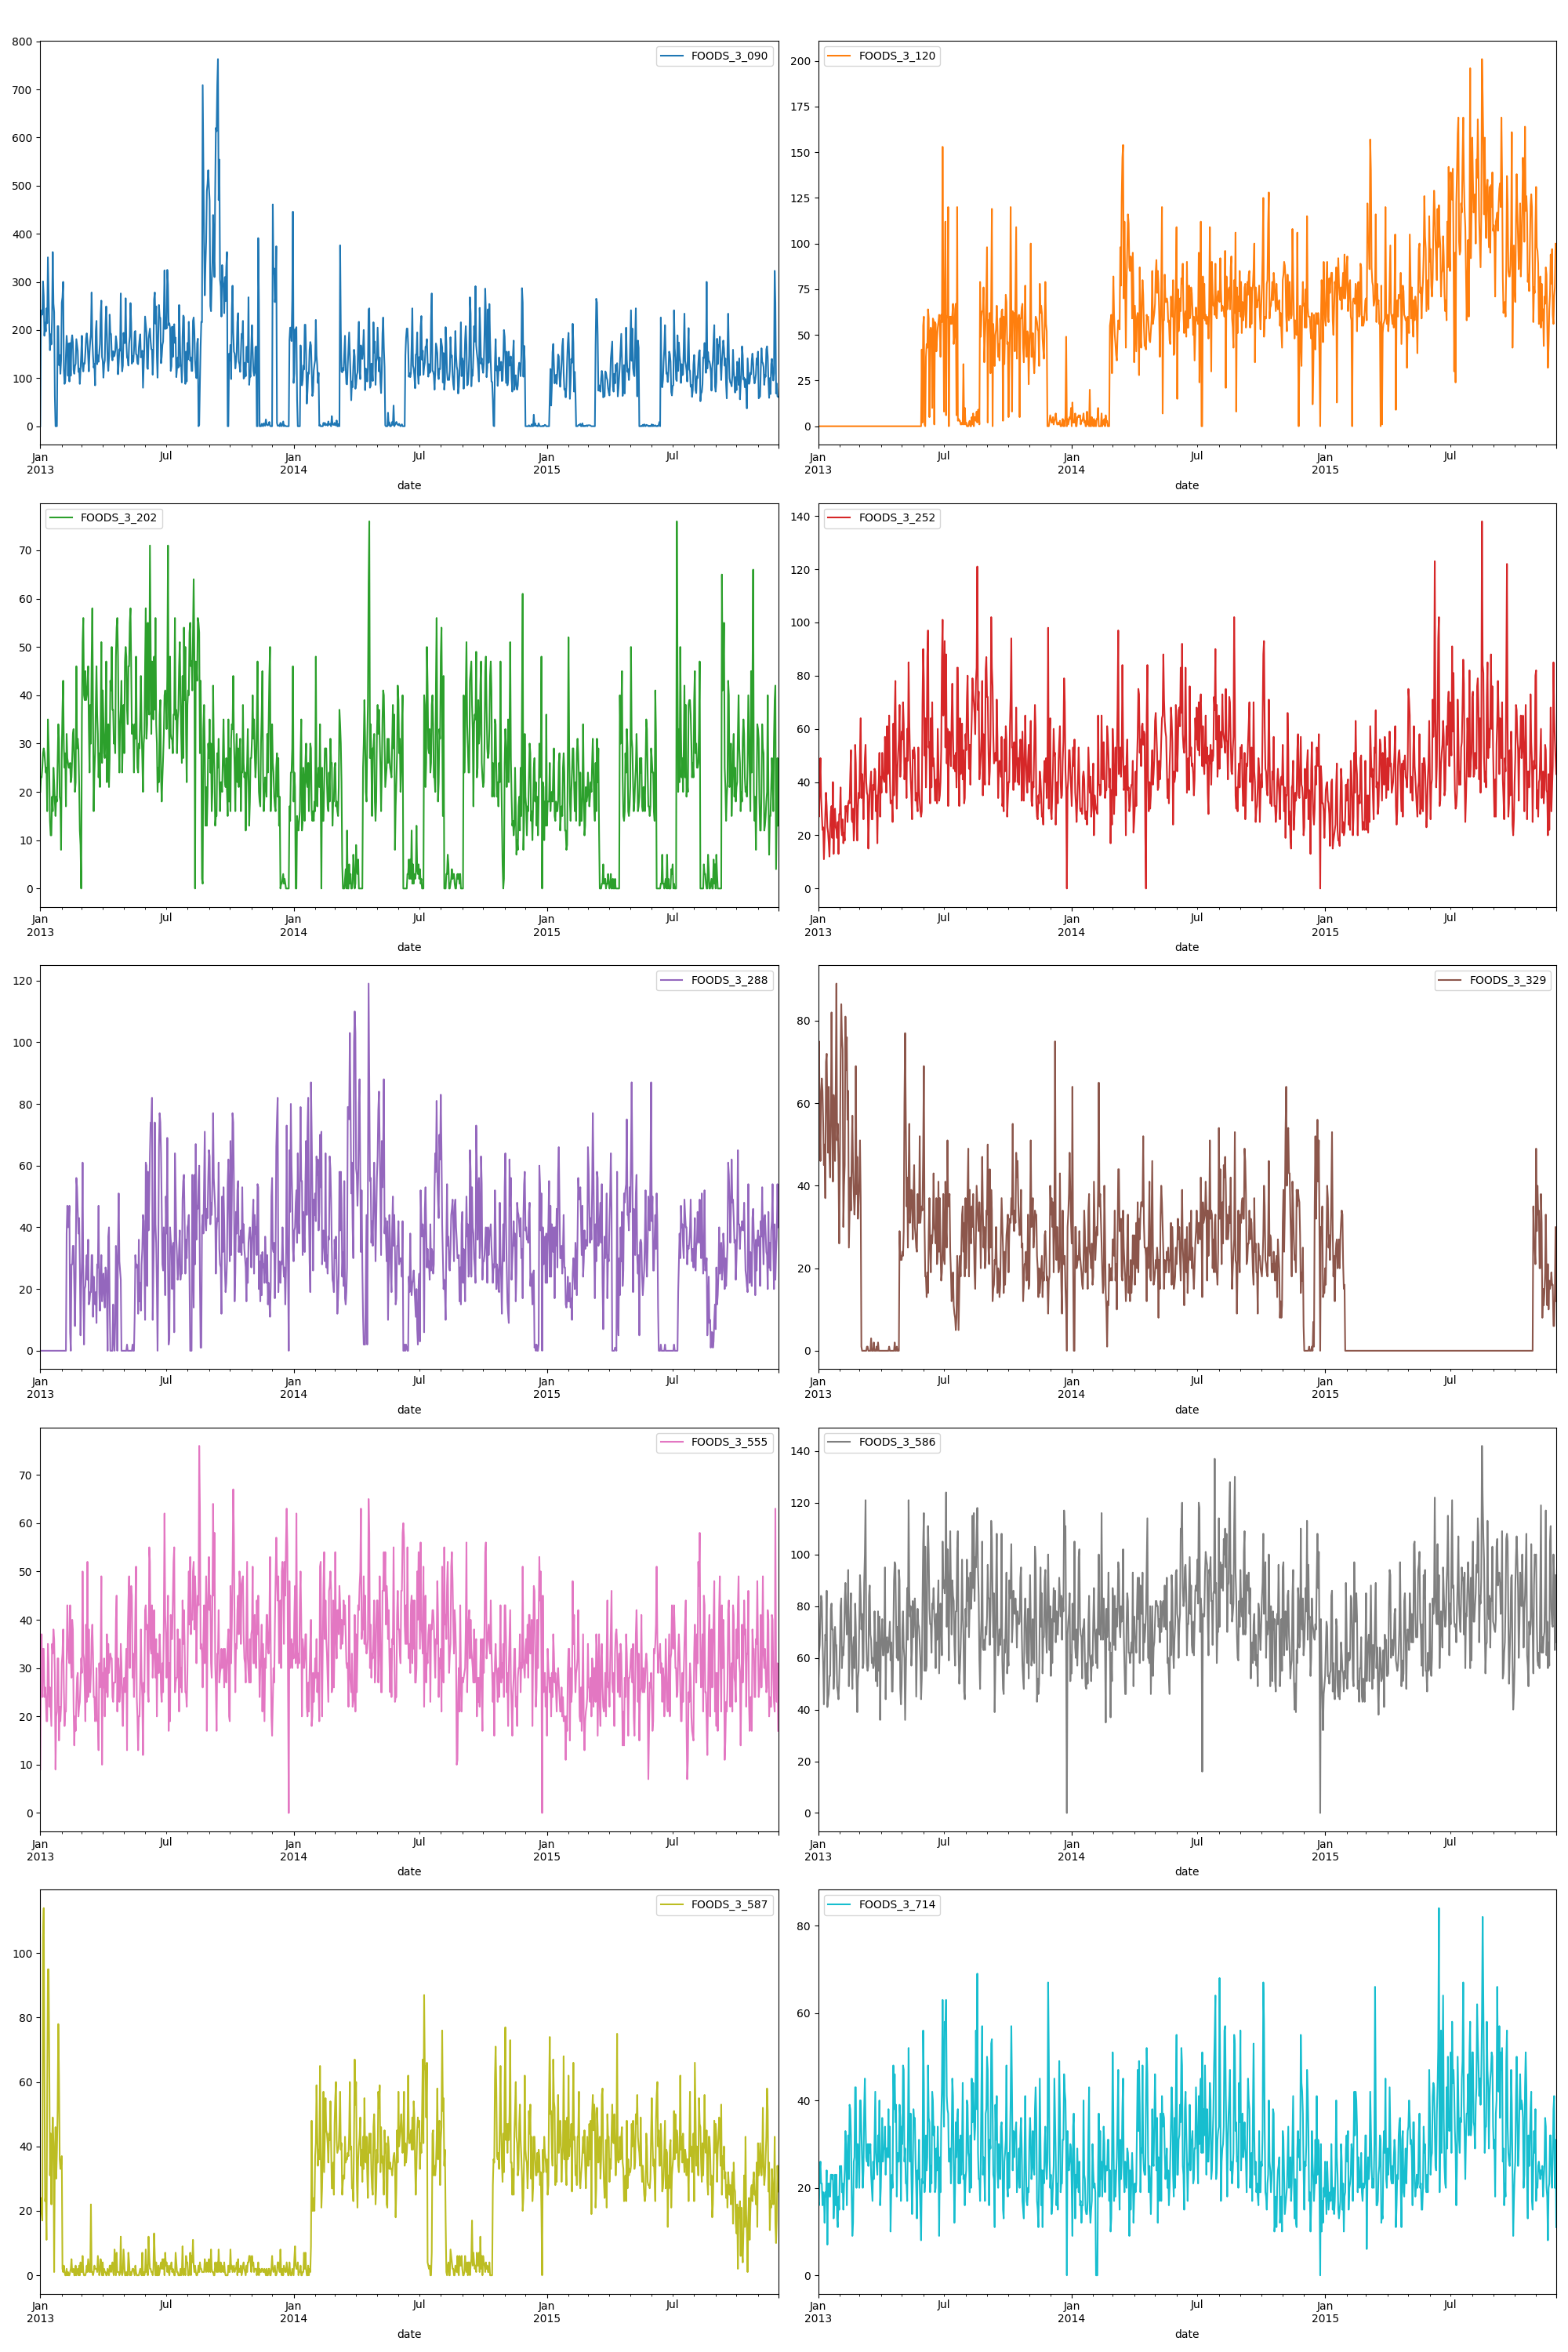 FOODS_3_090
800
700
600
500
400
300
200
100
0
Jan
2013
Jul
Jan
2014
Jul
Jan
2015
Jul
date
FOODS_3_120
200
175
150
125
100
75
50
25
0
Jan
2013
Jul
Jan
2014
Jul
Jan
2015
Jul
date
FOODS_3_202
70
60
50
40
30
20
10
0
Jan
2013
Jul
Jan
2014
Jul
Jan
2015
Jul
date
FOODS_3_252
140
120
100
80
60
40
20
0
Jan
2013
Jul
Jan
2014
Jul
Jan
2015
Jul
date
FOODS_3_288
120
100
80
60
40
20
0
Jan
2013
Jul
Jan
2014
Jul
Jan
2015
Jul
date
FOODS_3_329
80
60
40
20
0
Jan
2013
Jul
Jan
2014
Jul
Jan
2015
Jul
date
FOODS_3_555
70
60
50
40
30
20
10
0
Jan
2013
Jul
Jan
2014
Jul
Jan
2015
Jul
date
FOODS_3_586
140
120
100
80
60
40
20
0
Jan
2013
Jul
Jan
2014
Jul
Jan
2015
Jul
date
FOODS_3_587
100
80
60
40
20
0
Jan
2013
Jul
Jan
2014
Jul
Jan
2015
Jul
date
FOODS_3_714
80
60
40
20
0
Jan
2013
Jul
Jan
2014
Jul
Jan
2015
Jul
date